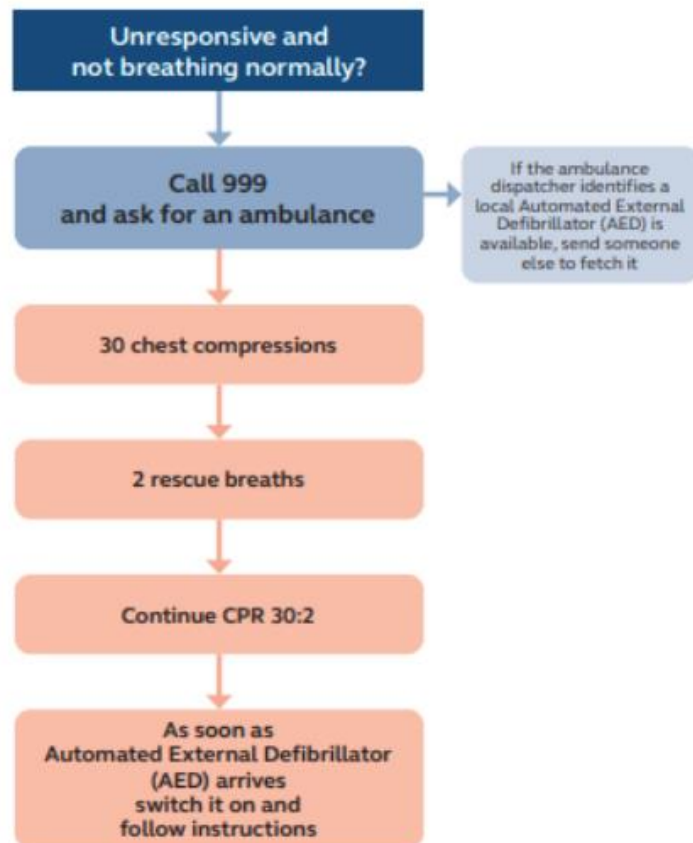 Unresponsive and
not breathing normally?
Call 999
and ask for an ambulance
If the ambulance
dispatcher identifies a
local Automated External
Defibrillator (AED) is
available, send someone
else to fetch it
30 chest compressions
2 rescue breaths
Continue CPR 30:2
As soon as
Automated External Defibrillator
(AED) arrives
switch it on and
follow instructions